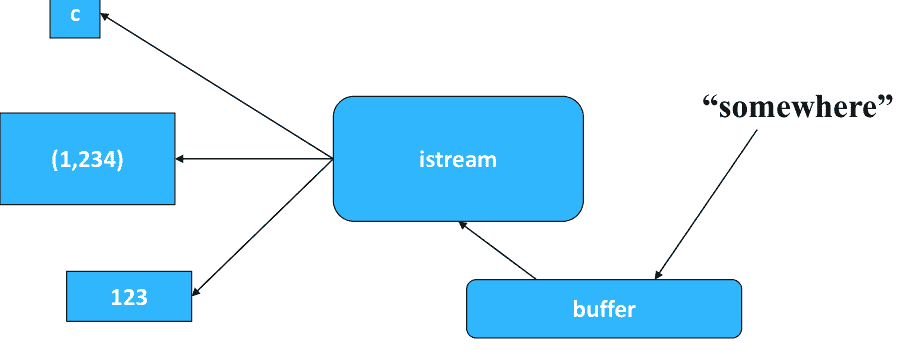 c
“somewhere”
(1,234)
istream
123
buffer